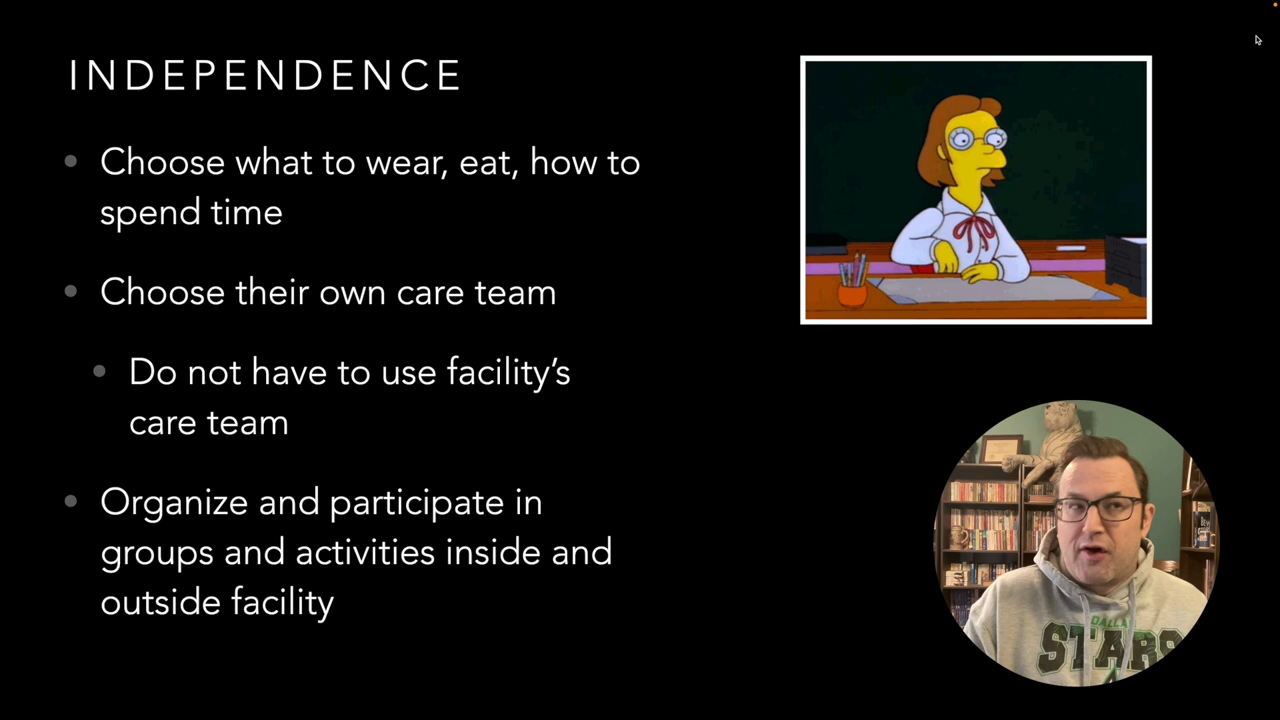 INDEPENDENCE
• Choose what to wear, eat, how to
spend time
• Choose their own care team
• Do not have to use facility’s
care team
• Organize and participate in
groups and activities inside and
outside facility
DALLAS
STARS